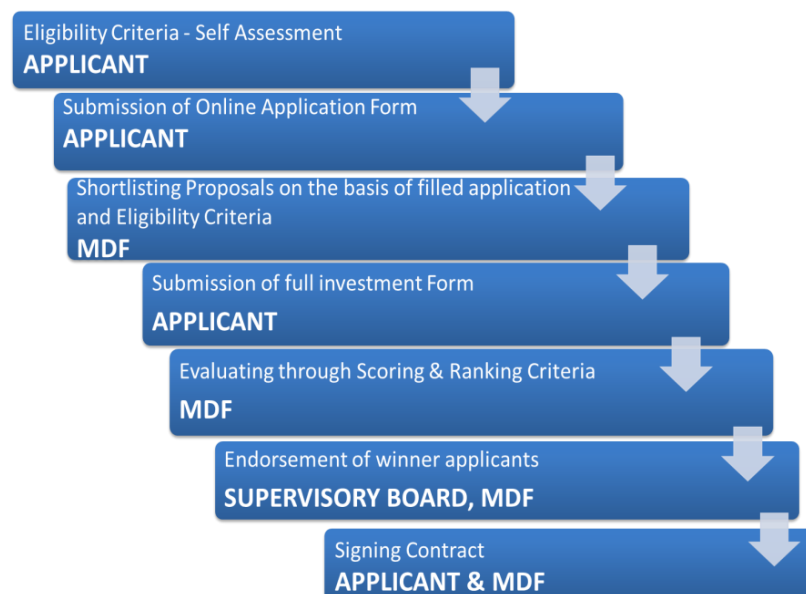 Eligibility Criteria - Self Assessment
APPLICANT
Submission of Online Application Form
APPLICANT
Shortlisting Proposals on the basis of filled application
and Eligibility Criteria
MDF
Submission of full investment Form
APPLICANT
Evaluating through Scoring & Ranking Criteria
MDF
Endorsement of winner applicants
SUPERVISORY BOARD, MDF
Signing Contract
APPLICANT & MDF